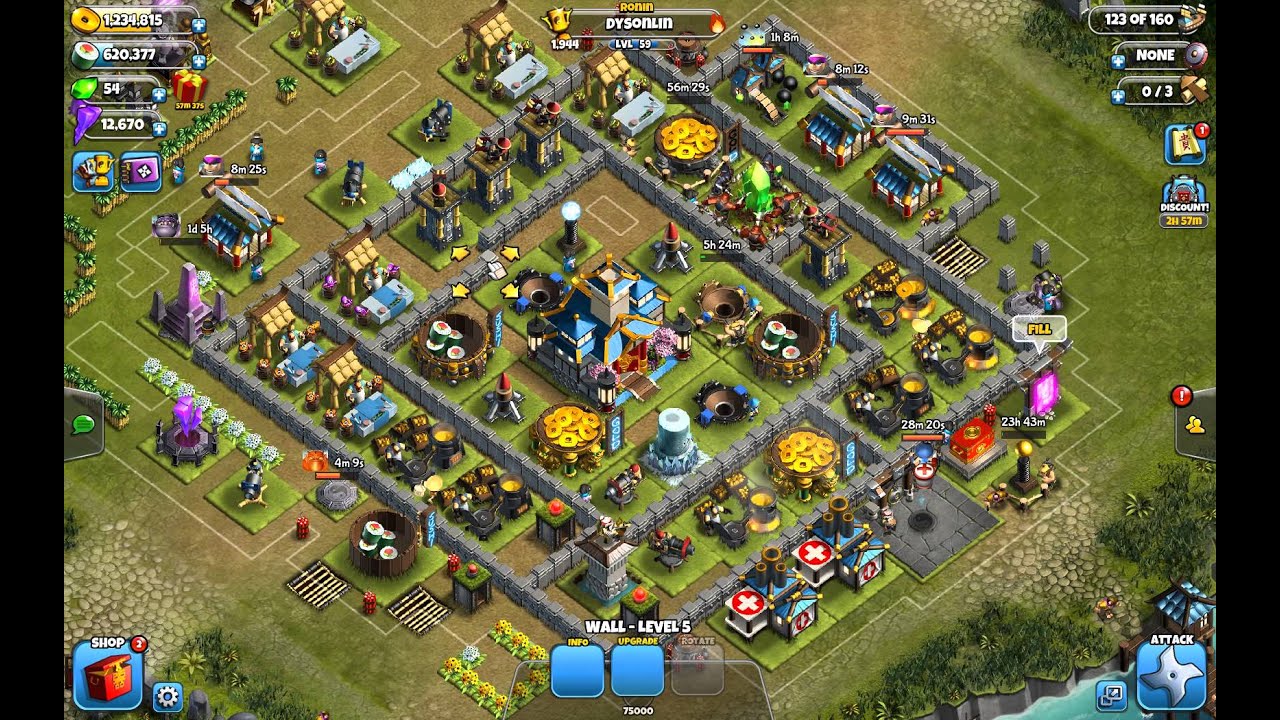 1,234,815
RONIN
DYSONLIN
1,944
LVL 59
123 OF 160
620,377
NONE
54
57M 37S
12,670
0 / 3
1h 8m
8m 12s
56m 29s
9m 31s
1
8m 25s
DISCOUNT!
2H 57M
1d 5h
5h 24m
FILL
!
28m 20s
23h 43m
4m 9s
WALL - LEVEL 5
SHOP
2
INFO
UPGRADE
ROTATE
75000
ATTACK